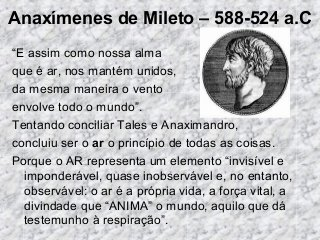 Anaxímenes de Mileto – 588-524 a.C
“E assim como nossa alma
que é ar, nos mantém unidos,
da mesma maneira o vento
envolve todo o mundo”.
Tentando conciliar Tales e Anaximandro,
concluiu ser o ar o princípio de todas as coisas.
Porque o AR representa um elemento “invisível e
imponderável, quase inobservável e, no entanto,
observável: o ar é a própria vida, a força vital, a
divindade que “ANIMA” o mundo, aquilo que dá
testemunho à respiração”.